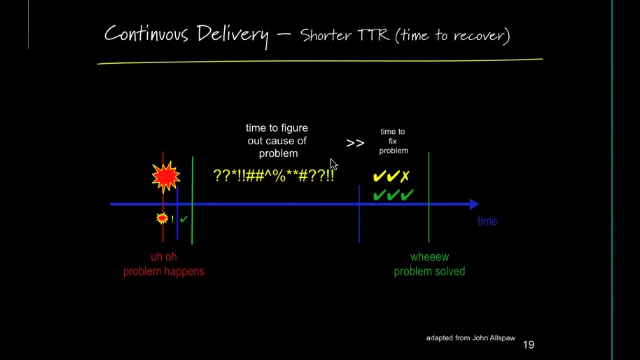 Continuous Delivery – Shorter TTR (time to recover)
time to figure
out cause of
problem
>>
time to
fix
problem
??*!!##^%**#??!!
✓✓✗
✓✓✓
! ✓
time
uh oh
problem happens
wheeew
problem solved
adapted from John Allspaw
19